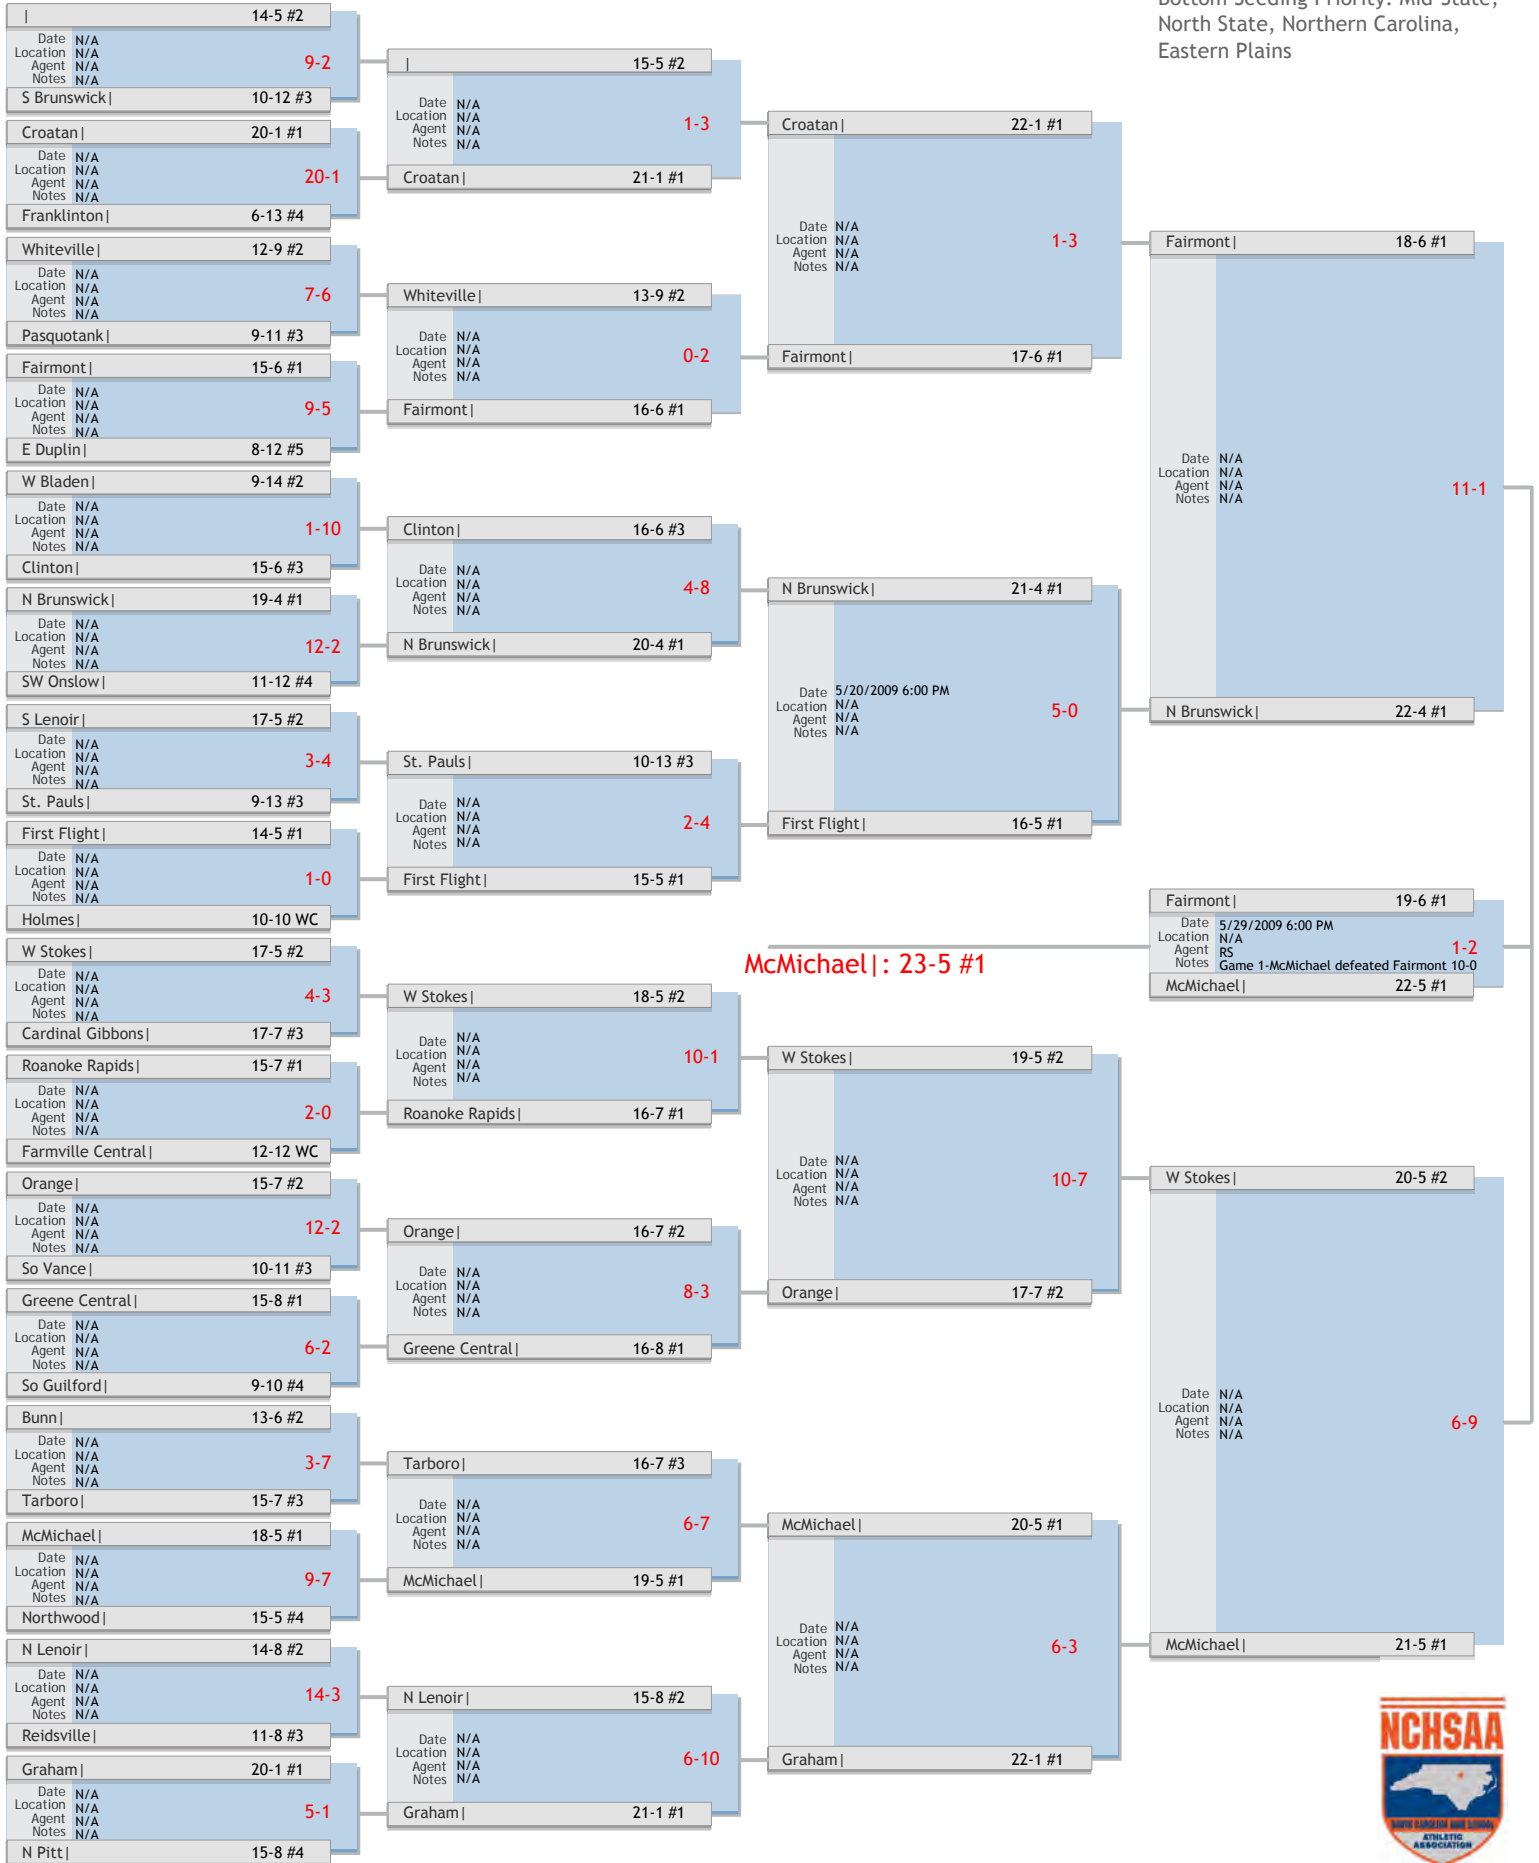 Bottom Seeding Priority: Mid State,
North State, Northern Carolina,
Eastern Plains
| 14-5 #2
Date N/A
Location N/A
Agent N/A
Notes N/A
9-2
S Brunswick| 10-12 #3
Croatan| 20-1 #1
Date N/A
Location N/A
Agent N/A
Notes N/A
20-1
Franklinton| 6-13 #4
Whiteville| 12-9 #2
Date N/A
Location N/A
Agent N/A
Notes N/A
7-6
Pasquotank| 9-11 #3
Fairmont| 15-6 #1
Date N/A
Location N/A
Agent N/A
Notes N/A
9-5
E Duplin| 8-12 #5
W Bladen| 9-14 #2
Date N/A
Location N/A
Agent N/A
Notes N/A
1-10
Clinton| 15-6 #3
N Brunswick| 19-4 #1
Date N/A
Location N/A
Agent N/A
Notes N/A
12-2
SW Onslow| 11-12 #4
S Lenoir| 17-5 #2
Date N/A
Location N/A
Agent N/A
Notes N/A
3-4
St. Pauls| 9-13 #3
First Flight| 14-5 #1
Date N/A
Location N/A
Agent N/A
Notes N/A
1-0
Holmes| 10-10 WC
W Stokes| 17-5 #2
Date N/A
Location N/A
Agent N/A
Notes N/A
4-3
Cardinal Gibbons| 17-7 #3
Roanoke Rapids| 15-7 #1
Date N/A
Location N/A
Agent N/A
Notes N/A
2-0
Farmville Central| 12-12 WC
Orange| 15-7 #2
Date N/A
Location N/A
Agent N/A
Notes N/A
12-2
So Vance| 10-11 #3
Greene Central| 15-8 #1
Date N/A
Location N/A
Agent N/A
Notes N/A
6-2
So Guilford| 9-10 #4
Bunn| 13-6 #2
Date N/A
Location N/A
Agent N/A
Notes N/A
3-7
Tarboro| 15-7 #3
McMichael| 18-5 #1
Date N/A
Location N/A
Agent N/A
Notes N/A
9-7
Northwood| 15-5 #4
N Lenoir| 14-8 #2
Date N/A
Location N/A
Agent N/A
Notes N/A
14-3
Reidsville| 11-8 #3
Graham| 20-1 #1
Date N/A
Location N/A
Agent N/A
Notes N/A
5-1
N Pitt| 15-8 #4
| 15-5 #2
Date N/A
Location N/A
Agent N/A
Notes N/A
1-3
Croatan| 21-1 #1
Whiteville| 13-9 #2
Date N/A
Location N/A
Agent N/A
Notes N/A
0-2
Fairmont| 16-6 #1
Clinton| 16-6 #3
Date N/A
Location N/A
Agent N/A
Notes N/A
4-8
N Brunswick| 20-4 #1
St. Pauls| 10-13 #3
Date N/A
Location N/A
Agent N/A
Notes N/A
2-4
First Flight| 15-5 #1
W Stokes| 18-5 #2
Date N/A
Location N/A
Agent N/A
Notes N/A
10-1
Roanoke Rapids| 16-7 #1
Orange| 16-7 #2
Date N/A
Location N/A
Agent N/A
Notes N/A
8-3
Greene Central| 16-8 #1
Tarboro| 16-7 #3
Date N/A
Location N/A
Agent N/A
Notes N/A
6-7
McMichael| 19-5 #1
N Lenoir| 15-8 #2
Date N/A
Location N/A
Agent N/A
Notes N/A
6-10
Graham| 21-1 #1
Croatan| 22-1 #1
Date N/A
Location N/A
Agent N/A
Notes N/A
1-3
Fairmont| 17-6 #1
N Brunswick| 21-4 #1
Date 5/20/2009 6:00 PM
Location N/A
Agent N/A
Notes N/A
5-0
First Flight| 16-5 #1
McMichael|: 23-5 #1
W Stokes| 19-5 #2
Date N/A
Location N/A
Agent N/A
Notes N/A
10-7
Orange| 17-7 #2
McMichael| 20-5 #1
Date N/A
Location N/A
Agent N/A
Notes N/A
6-3
Graham| 22-1 #1
Fairmont| 18-6 #1
Date N/A
Location N/A
Agent N/A
Notes N/A
11-1
N Brunswick| 22-4 #1
Fairmont| 19-6 #1
Date 5/29/2009 6:00 PM
Location N/A
Agent RS
Notes Game 1-McMichael defeated Fairmont 10-0
1-2
McMichael| 22-5 #1
W Stokes| 20-5 #2
Date N/A
Location N/A
Agent N/A
Notes N/A
6-9
McMichael| 21-5 #1
NCHSAA
NORTH CAROLINA HIGH SCHOOL
ATHLETIC
ASSOCIATION